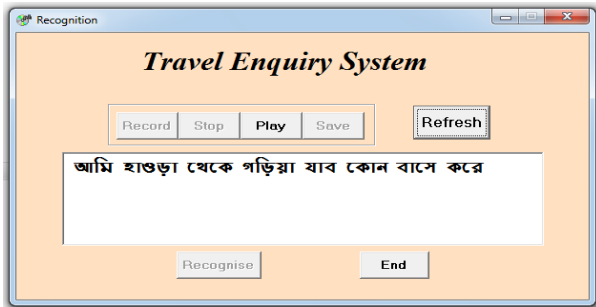 Recognition
Travel Enquiry System
Record Stop Play Save Refresh
আমি হাওড়া থেকে গড়িয়া যাব কোন বাসে করে
Recognise End